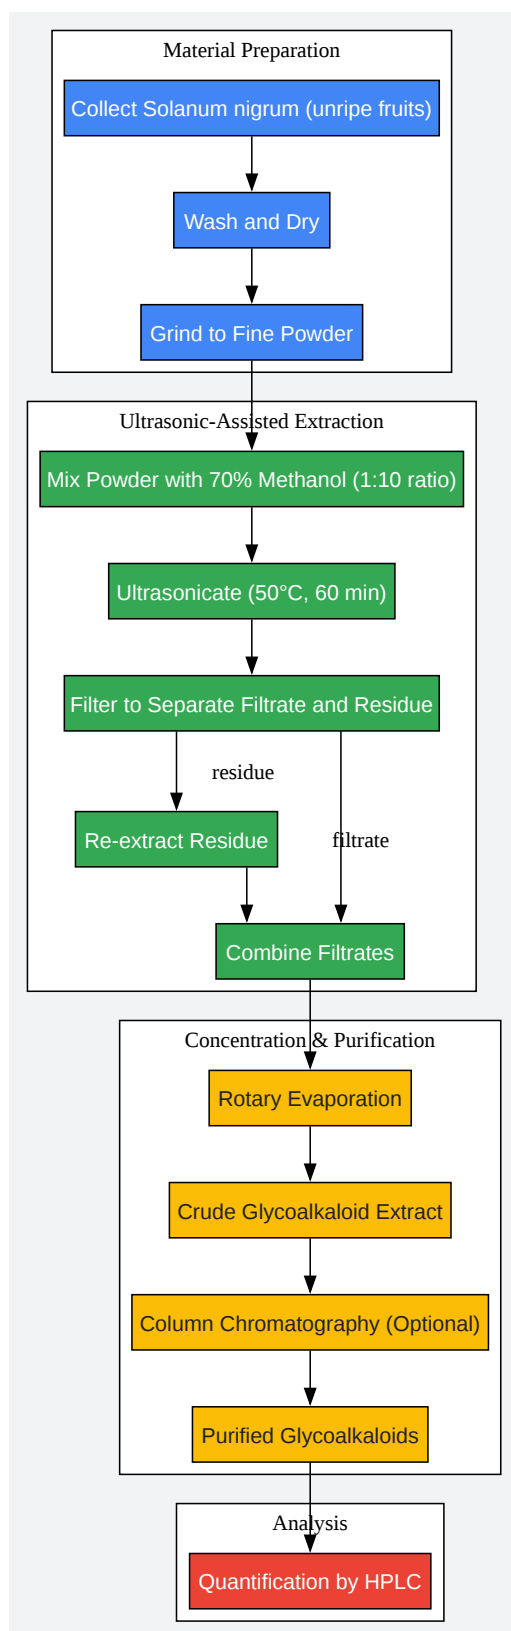 Material Preparation
Collect Solanum nigrum (unripe fruits)
Wash and Dry
Grind to Fine Powder
Ultrasonic-Assisted Extraction
Mix Powder with 70% Methanol (1:10 ratio)
Ultrasonicate (50°C, 60 min)
Filter to Separate Filtrate and Residue
residue
Re-extract Residue
filtrate
Combine Filtrates
Concentration & Purification
Rotary Evaporation
Crude Glycoalkaloid Extract
Column Chromatography (Optional)
Purified Glycoalkaloids
Analysis
Quantification by HPLC